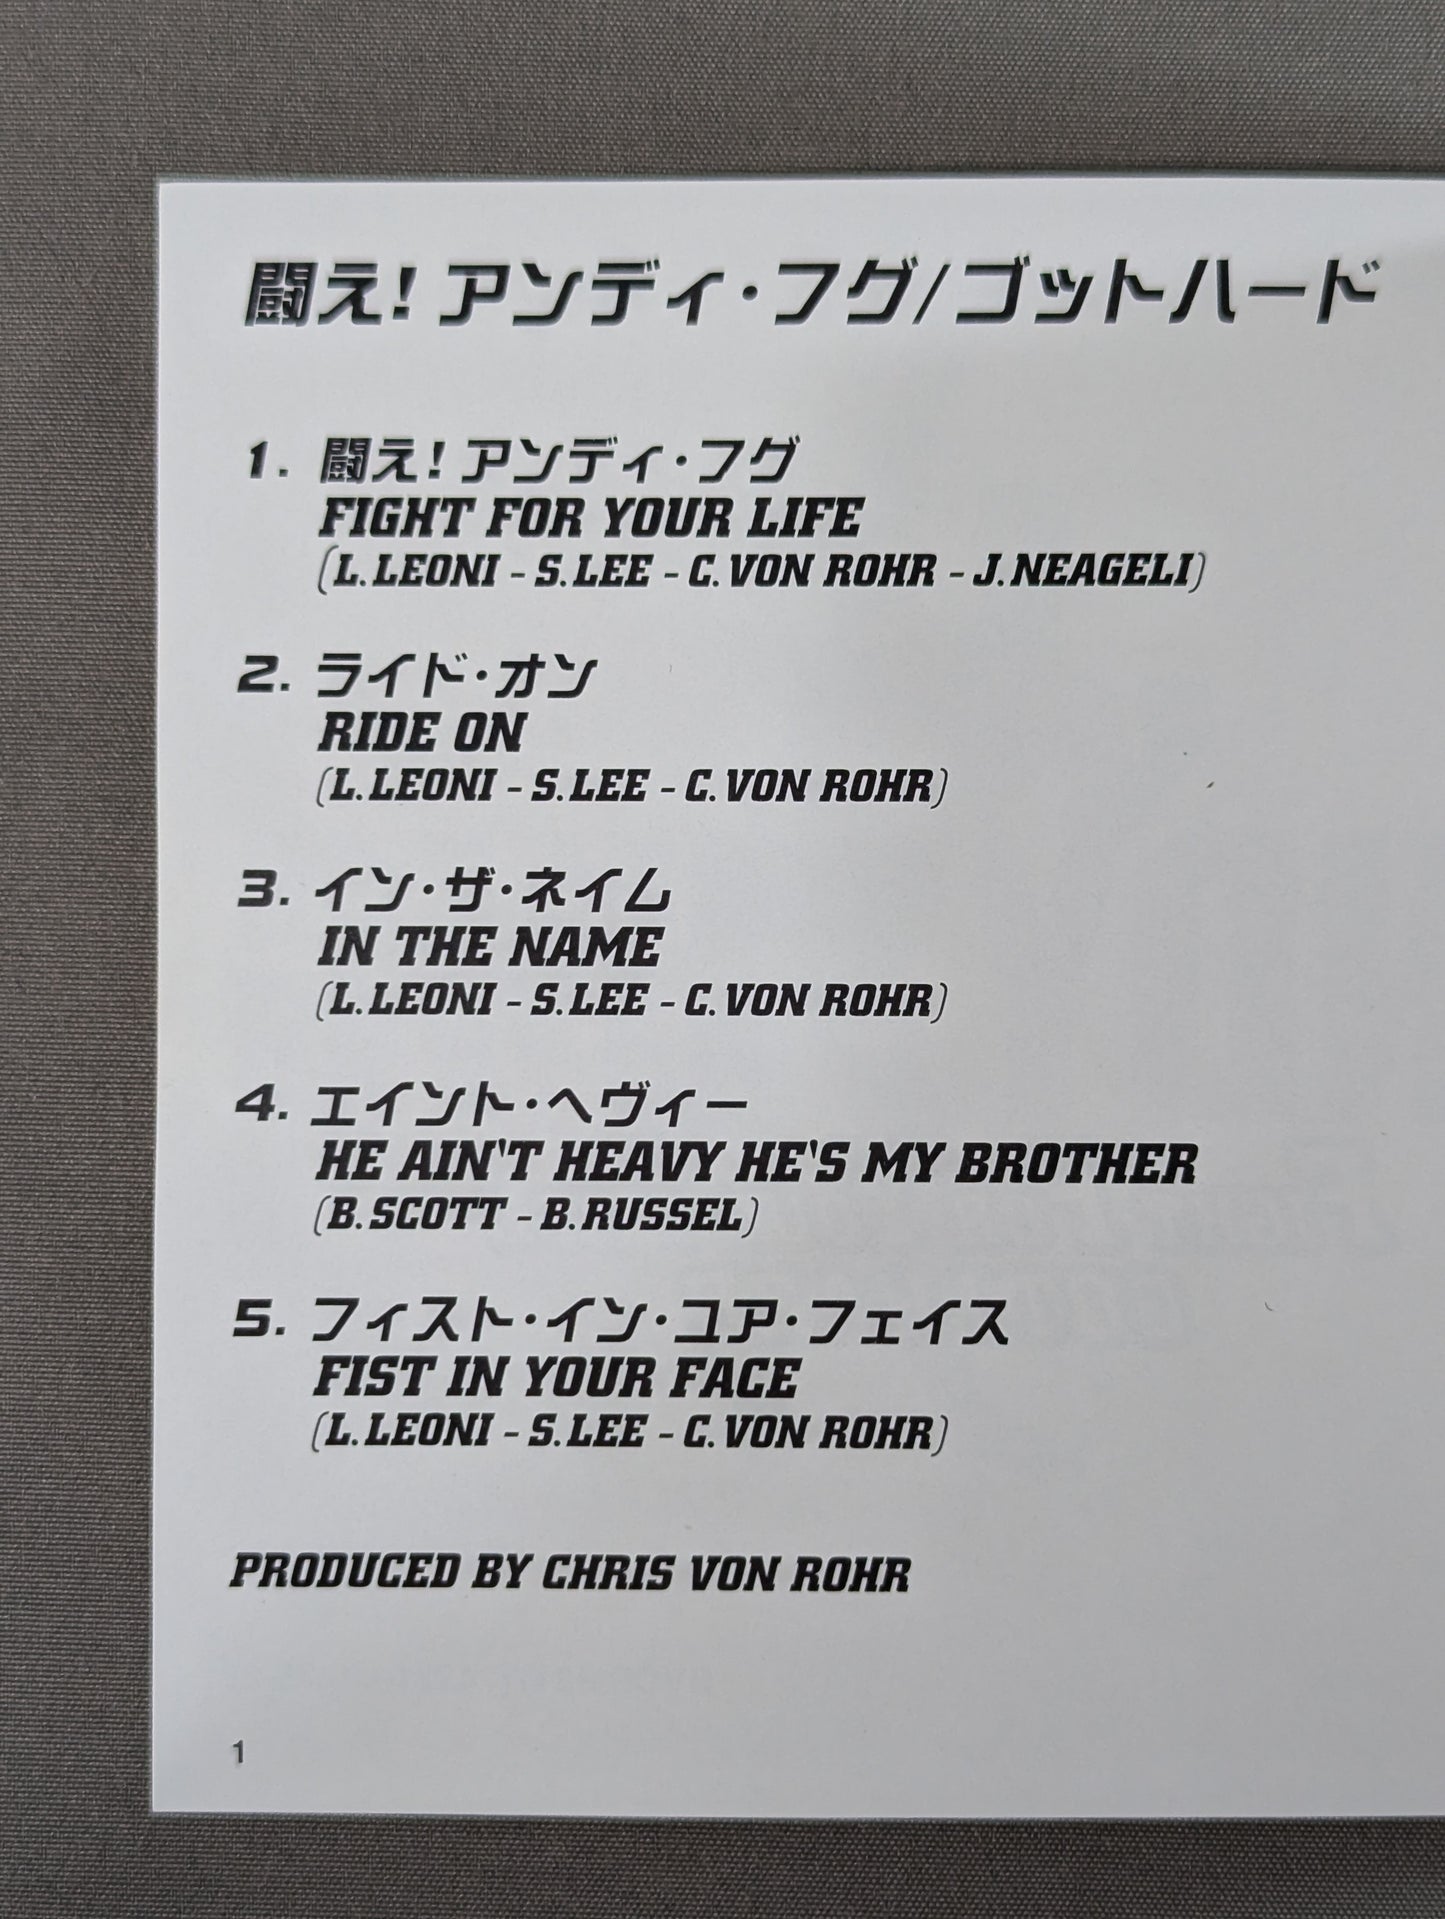 闘え!アンディ・フグ/ゴットハード
1. 闘え!アンディ・フグ
FIGHT FOR YOUR LIFE
(L.LEONI - S.LEE - C.VON ROHR - J.NEAGELI)
2. ライド・オン
RIDE ON
(L.LEONI - S.LEE - C.VON ROHR)
3. イン・ザ・ネイム
IN THE NAME
(L.LEONI - S.LEE - C.VON ROHR)
4. エイント・ヘヴィー
HE AIN'T HEAVY HE'S MY BROTHER
(B.SCOTT - B.RUSSEL)
5. フィスト・イン・ユア・フェイス
FIST IN YOUR FACE
(L.LEONI - S.LEE - C.VON ROHR)
PRODUCED BY CHRIS VON ROHR
1